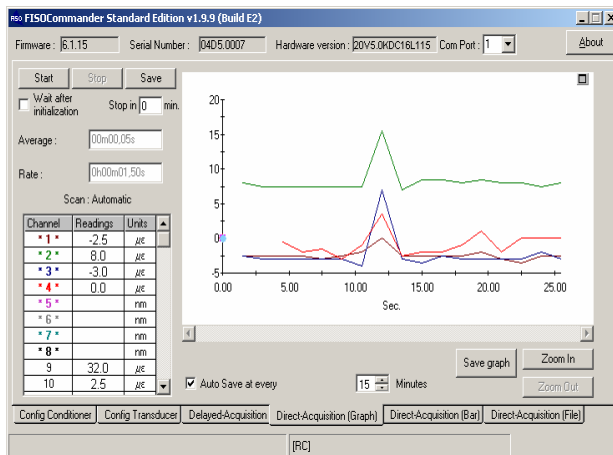 FISO FISOCommander Standard Edition v1.9.9 (Build E2)
Firmware : 6.1.15 Serial Number : 04D5.0007 Hardware version : 20V5.0KDC16L115 Com Port : 1 About
Start Stop Save
Wait after initialization Stop in 0 min.
Average : 00m00,05s
Rate : 0h00m01,50s
Scan : Automatic
Channel Readings Units
* 1 * -2.5 µε
* 2 * 8.0 µε
* 3 * -3.0 µε
* 4 * 0.0 µε
* 5 * nm
* 6 * nm
* 7 * nm
* 8 * nm
9 32.0 µε
10 2.5 µε
20
15
10
5
0
-5
0.00 5.00 10.00 15.00 20.00 25.00
Sec.
Save graph Zoom In
Auto Save at every 15 Minutes Zoom Out
Config Conditioner Config Transducer Delayed-Acquisition Direct-Acquisition (Graph) Direct-Acquisition (Bar) Direct-Acquisition (File)
[RC]